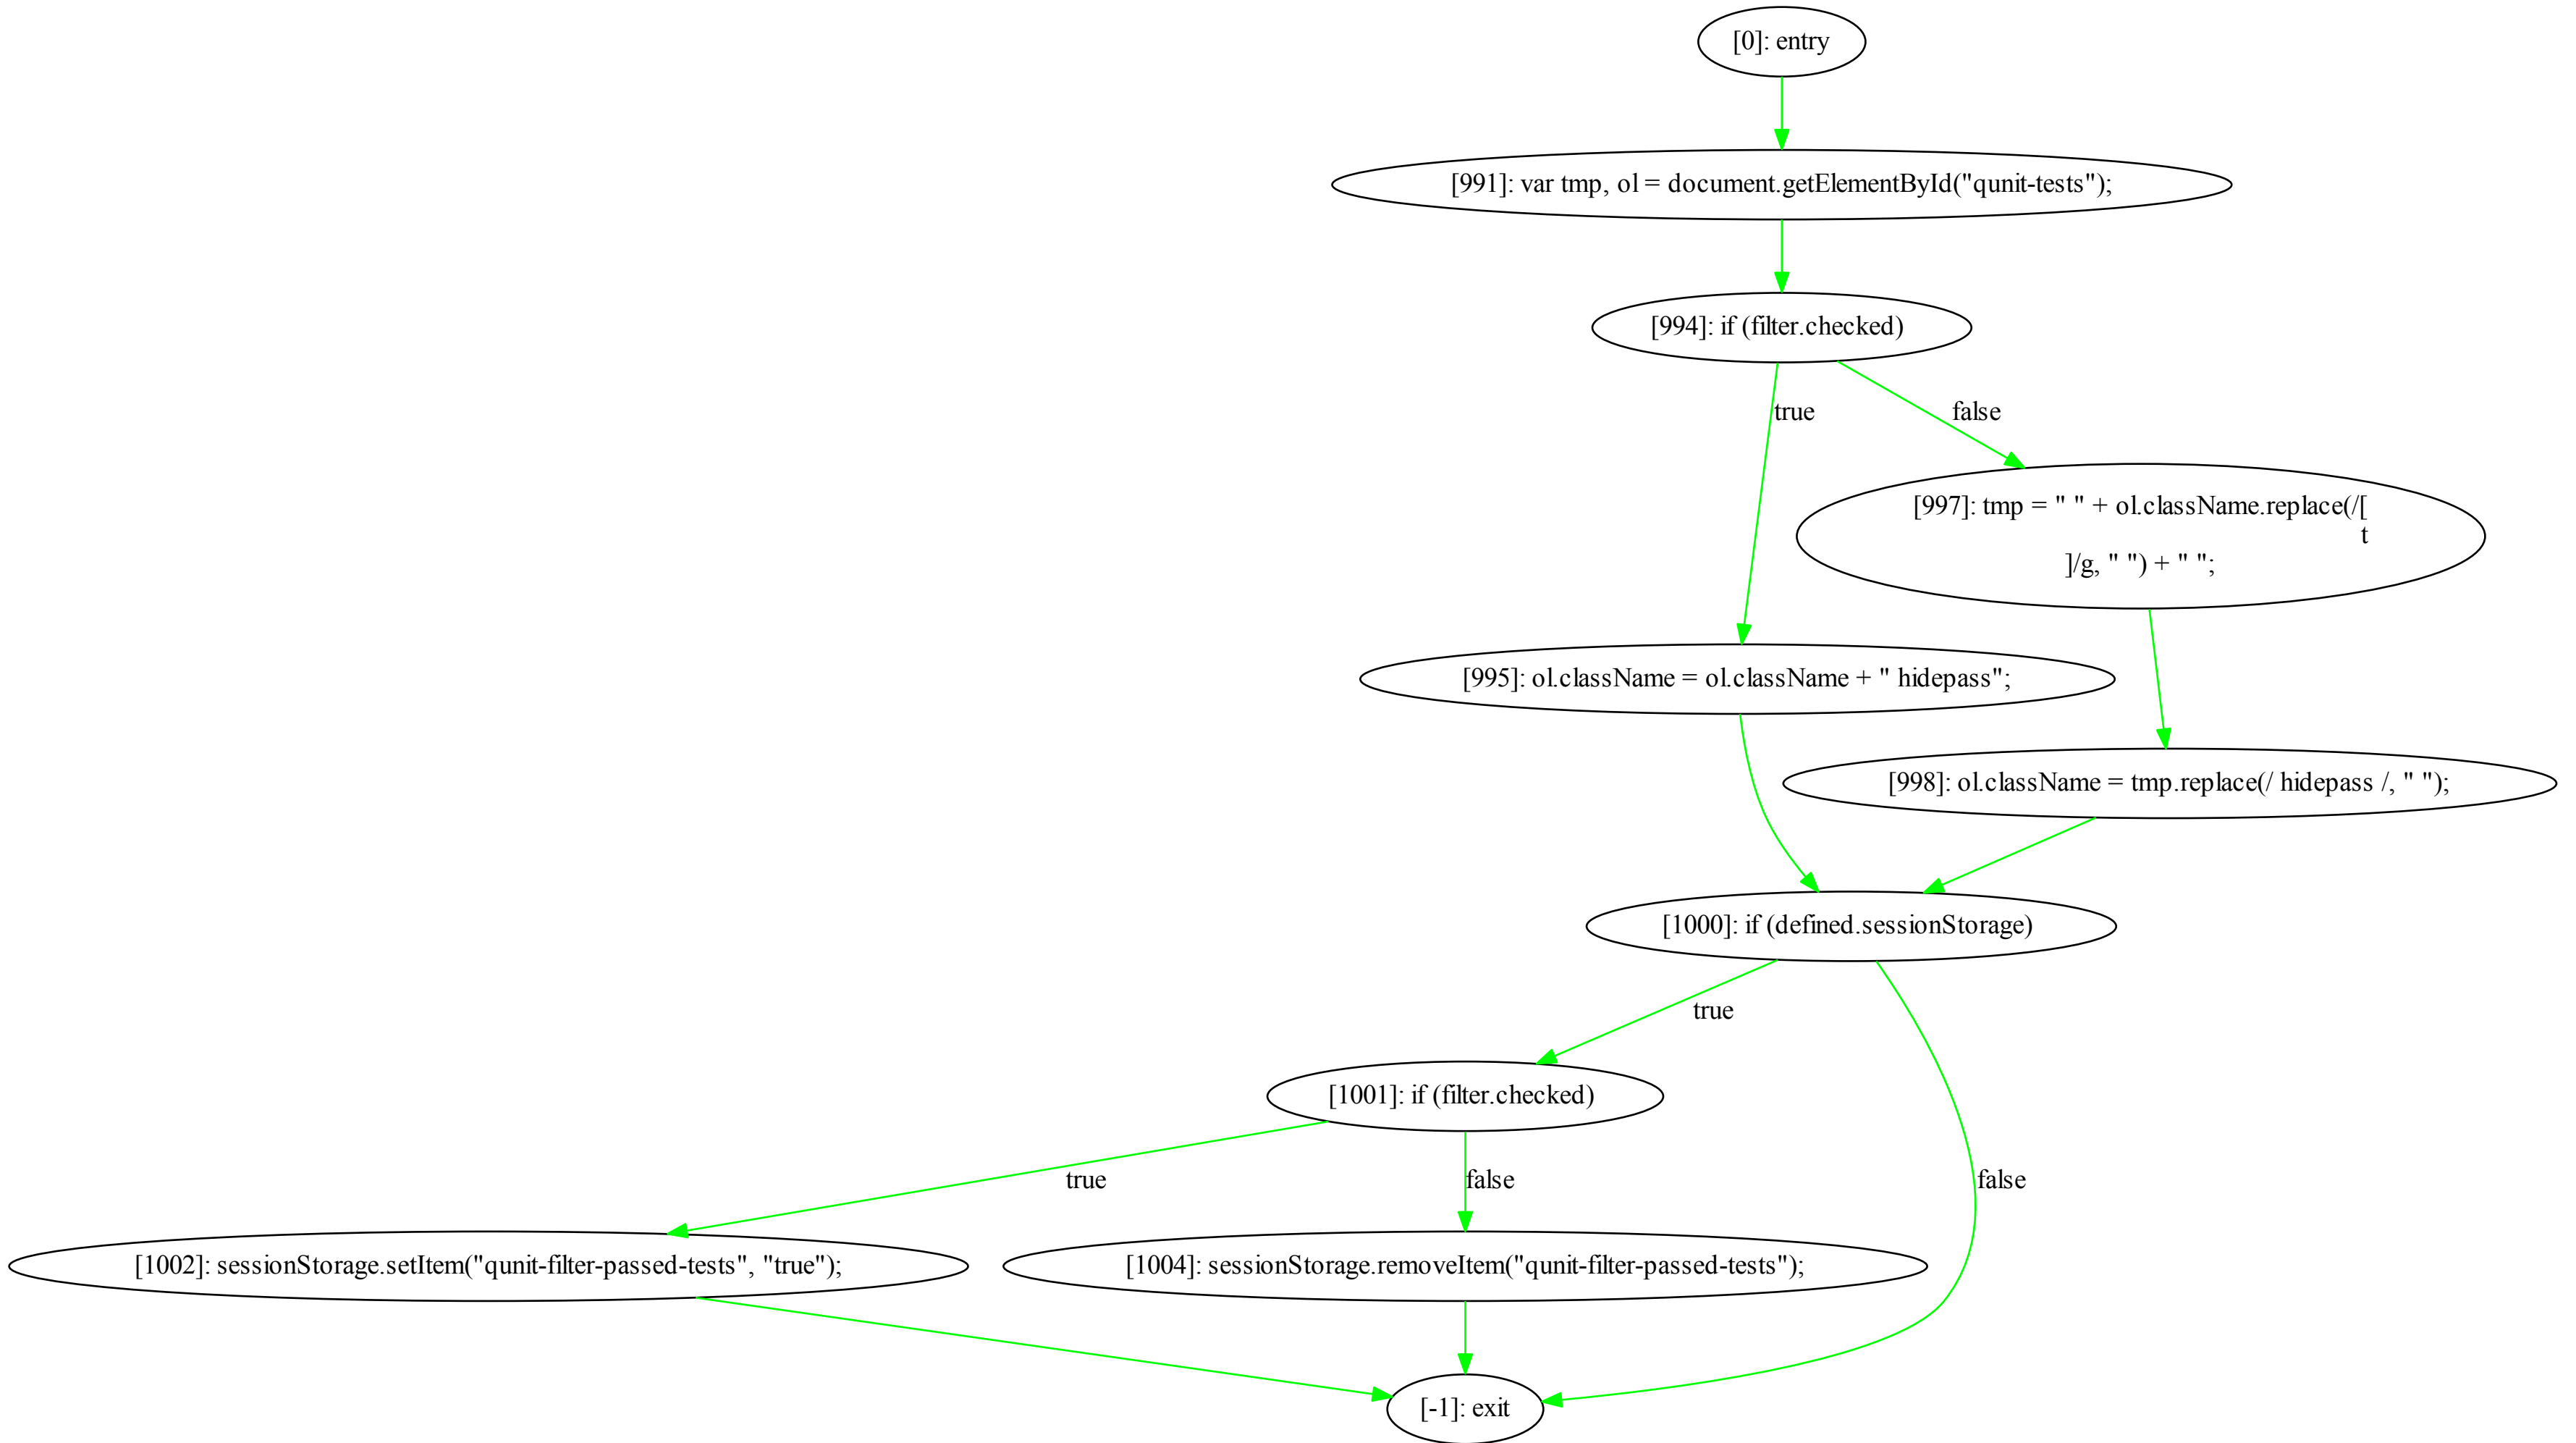 [0]: entry
[991]: var tmp, ol = document.getElementById("qunit-tests");
[994]: if (filter.checked)
true
false
[997]: tmp = " " + ol.className.replace(/[
t
]/g, " ") + " ";
[995]: ol.className = ol.className + " hidepass";
[998]: ol.className = tmp.replace(/ hidepass /, " ");
[1000]: if (defined.sessionStorage)
true
[1001]: if (filter.checked)
true
false
false
[1002]: sessionStorage.setItem("qunit-filter-passed-tests", "true");
[1004]: sessionStorage.removeItem("qunit-filter-passed-tests");
[-1]: exit